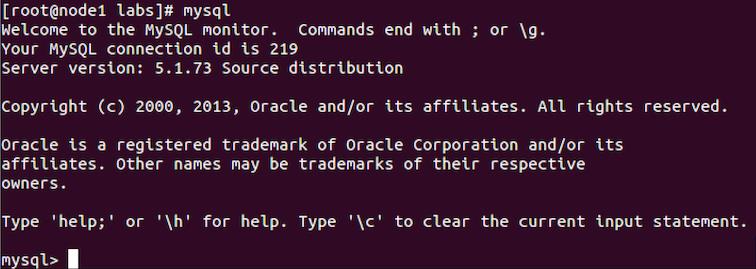 [root@node1 labs]# mysql
Welcome to the MySQL monitor.  Commands end with ; or \g.
Your MySQL connection id is 219
Server version: 5.1.73 Source distribution
Copyright (c) 2000, 2013, Oracle and/or its affiliates. All rights reserved.
Oracle is a registered trademark of Oracle Corporation and/or its
affiliates. Other names may be trademarks of their respective
owners.
Type 'help;' or '\h' for help. Type '\c' to clear the current input statement.
mysql>